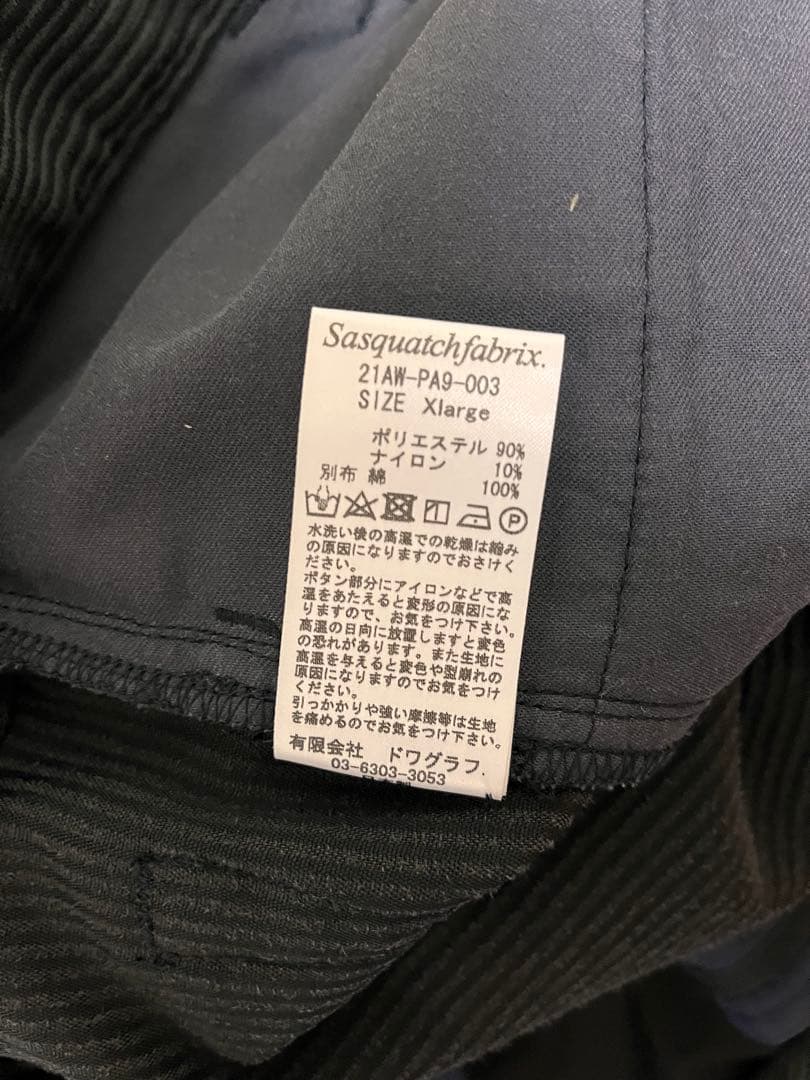 Sasquatchfabrix.
21AW-PA9-003
SIZE Xlarge
ポリエステル 90%
ナイロン 10%
別布 綿 100%
P
水洗い後の高温での乾燥は縮み
の原因になりますのでおさけく
ださい。
ボタン部分にアイロンなどで高
温をあたえると変形の原因にな
りますので、お気をつけ下さい。
高温の日向に放置しますと変色
の恐れがあります。また生地に
高温を与えると変色や型崩れの
原因になりますのでお気をつけ
ください。
引っかかりや強い摩擦等は生地
を痛めるのでお気をつけ下さい。
有限会社 ドワグラフ.
03-6303-3053